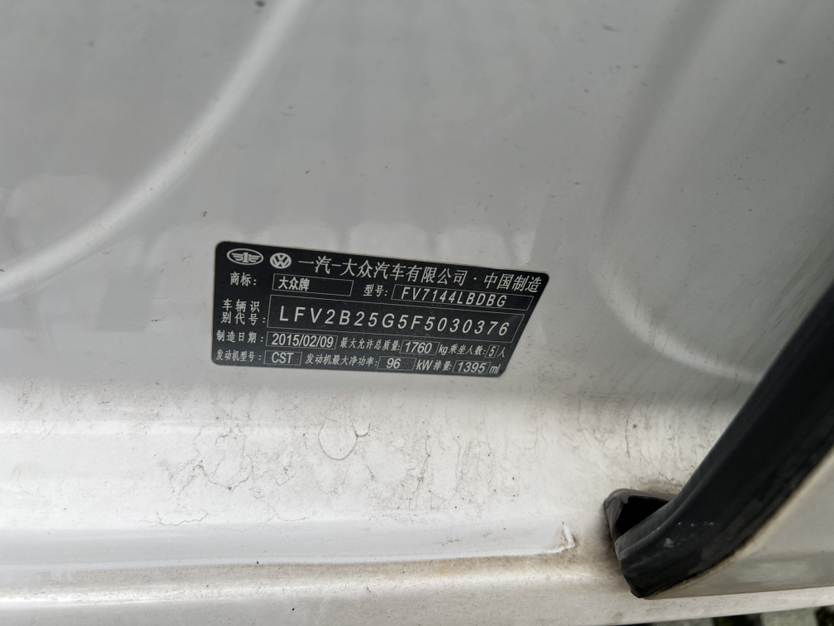 一汽-大众汽车有限公司·中国制造
商标: 大众牌 型号: FV7144LBDBG
车辆识别代号: LFV2B25G5F5030376
制造日期: 2015/02/09 最大允许总质量: 1760 kg 乘坐人数: 5 人
发动机型号: CST 发动机最大净功率: 96 kW 排量: 1395 ml